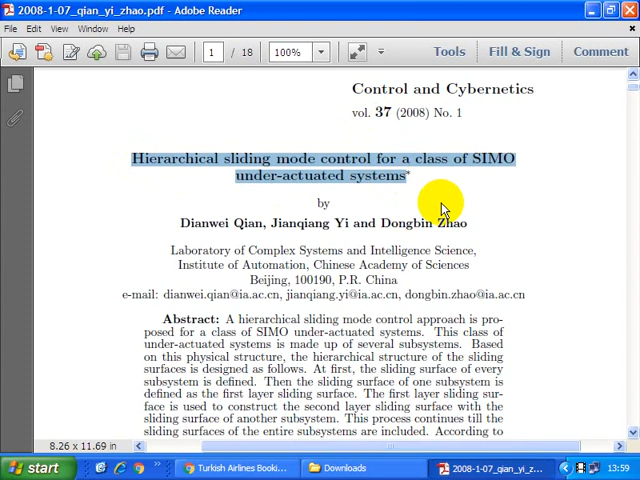 2008-1-07_qian_yi_zhao.pdf - Adobe Reader
File Edit View Window Help
1 / 18 100% Tools Fill & Sign Comment
Control and Cybernetics
vol. 37 (2008) No. 1
Hierarchical sliding mode control for a class of SIMO
under-actuated systems*
by
Dianwei Qian, Jianqiang Yi and Dongbin Zhao
Laboratory of Complex Systems and Intelligence Science,
Institute of Automation, Chinese Academy of Sciences
Beijing, 100190, P.R. China
e-mail: dianwei.qian@ia.ac.cn, jianqiang.yi@ia.ac.cn, dongbin.zhao@ia.ac.cn
Abstract: A hierarchical sliding mode control approach is pro-
posed for a class of SIMO under-actuated systems. This class of
under-actuated systems is made up of several subsystems. Based
on this physical structure, the hierarchical structure of the sliding
surfaces is designed as follows. At first, the sliding surface of every
subsystem is defined. Then the sliding surface of one subsystem is
defined as the first layer sliding surface. The first layer sliding sur-
face is used to construct the second layer sliding surface with the
sliding surface of another subsystem. This process continues till the
sliding surfaces of the entire subsystems are included. According to
8.26 x 11.69 in
start Turkish Airlines Booki... Downloads 2008-1-07_qian_yi_z... 13:59